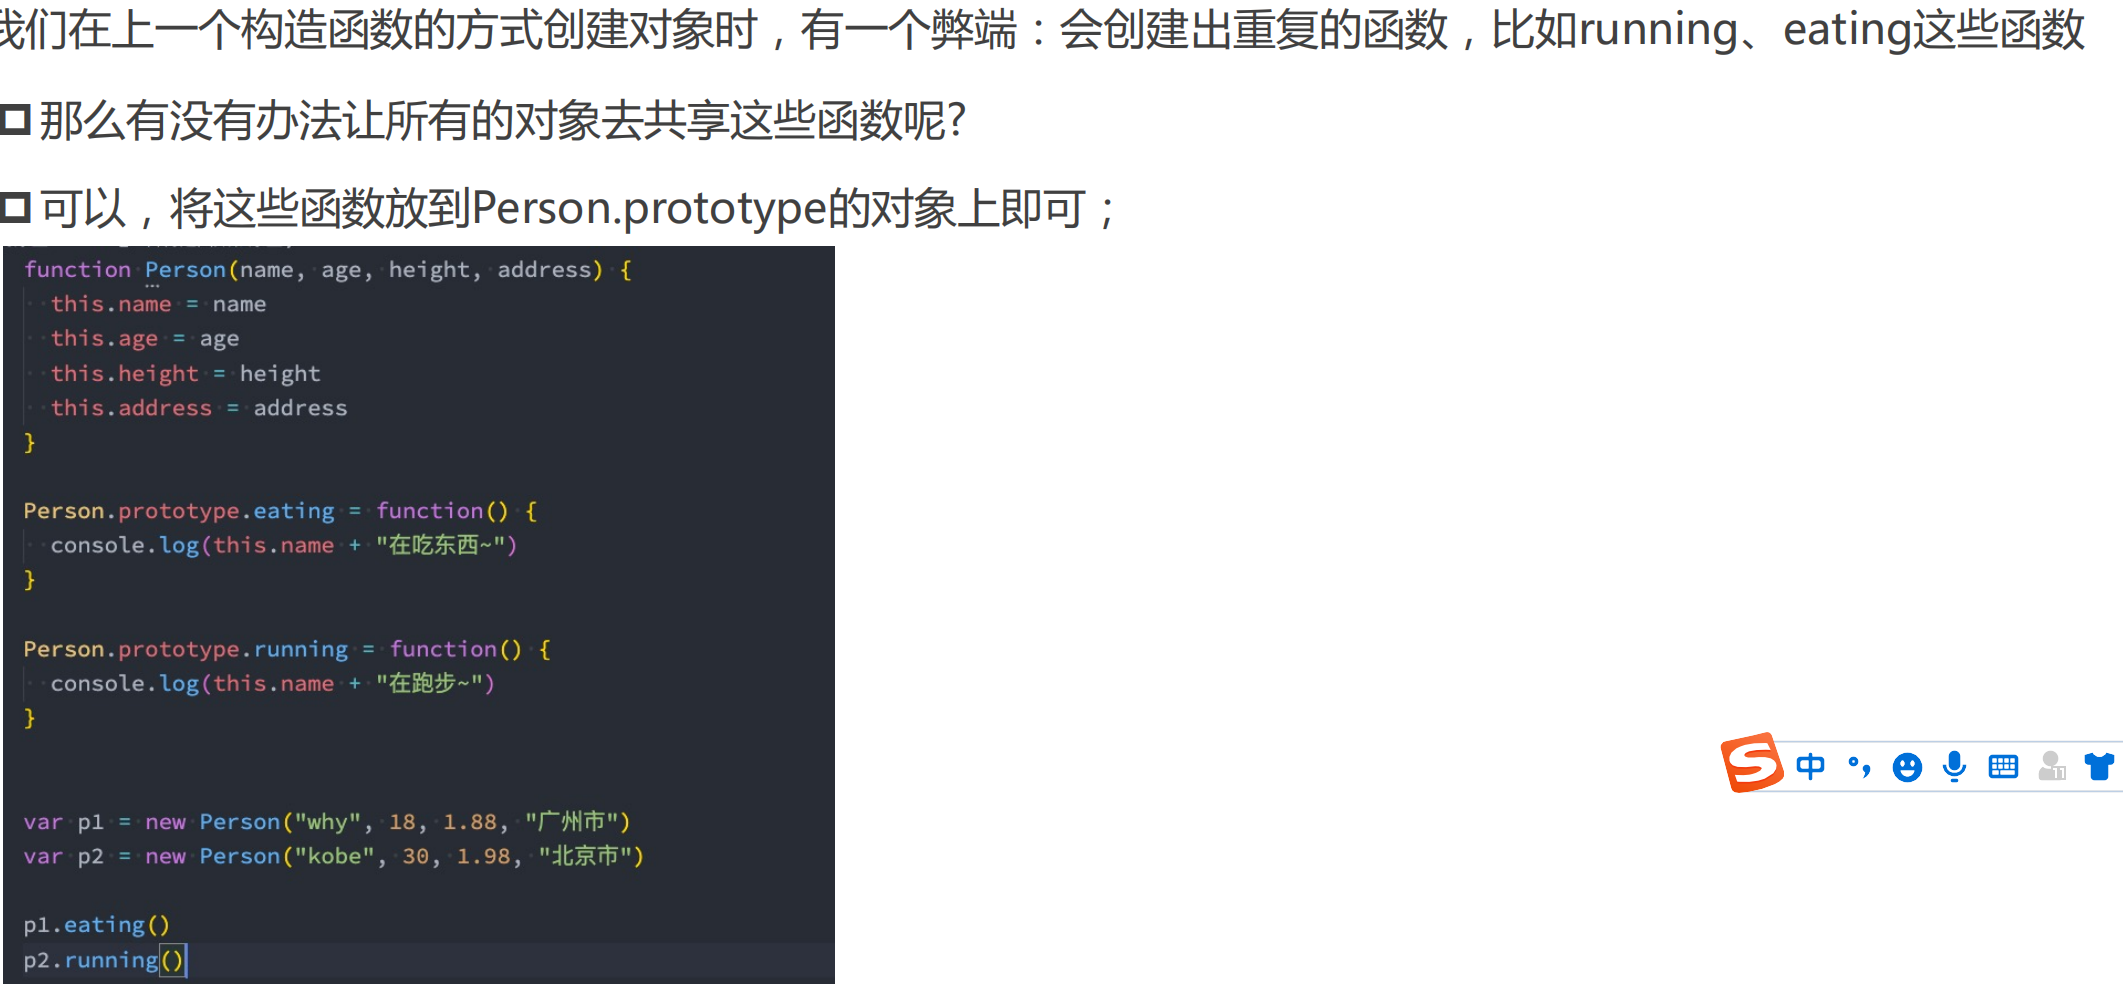 我们在上一个构造函数的方式创建对象时，有一个弊端：会创建出重复的函数，比如running、eating这些函数
那么有没有办法让所有的对象去共享这些函数呢?
可以，将这些函数放到Person.prototype的对象上即可；
function Person(name, age, height, address) {
  this.name = name
  this.age = age
  this.height = height
  this.address = address
}
Person.prototype.eating = function() {
  console.log(this.name + "在吃东西~")
}
Person.prototype.running = function() {
  console.log(this.name + "在跑步~")
}
var p1 = new Person("why", 18, 1.88, "广州市")
var p2 = new Person("kobe", 30, 1.98, "北京市")
p1.eating()
p2.running()
S 中 °,